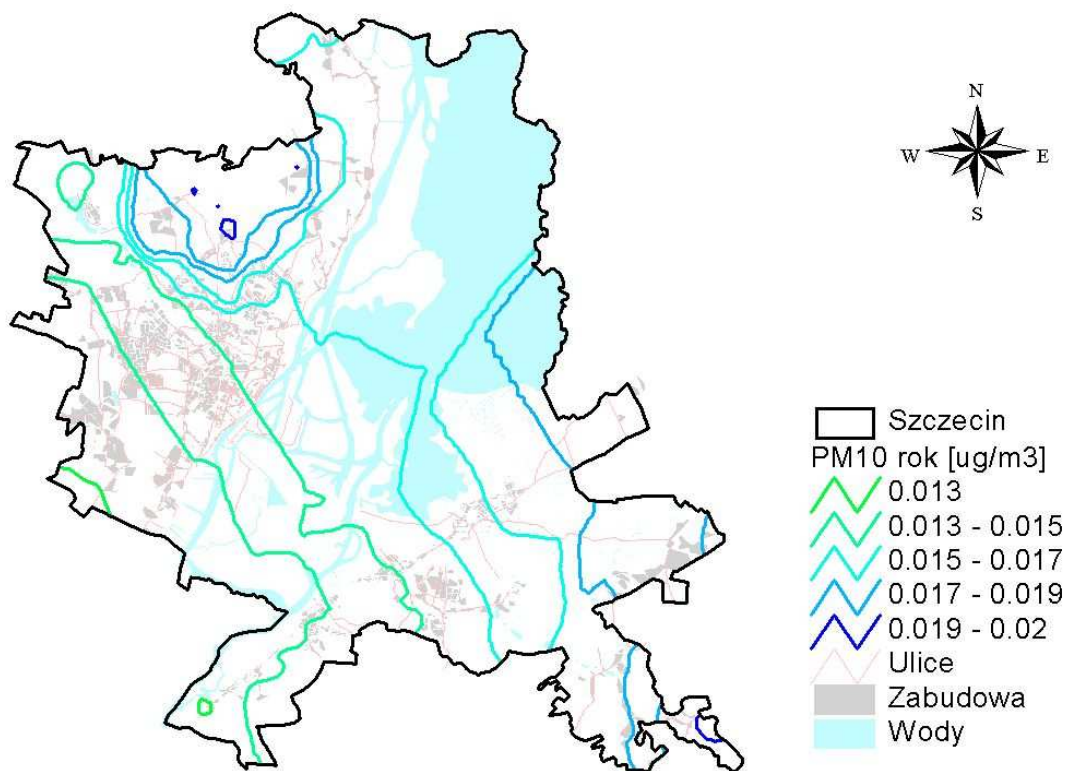 N
W E
S
Szczecin
PM10 rok [ug/m3]
0.013
0.013 - 0.015
0.015 - 0.017
0.017 - 0.019
0.019 - 0.02
Ulice
Zabudowa
Wody